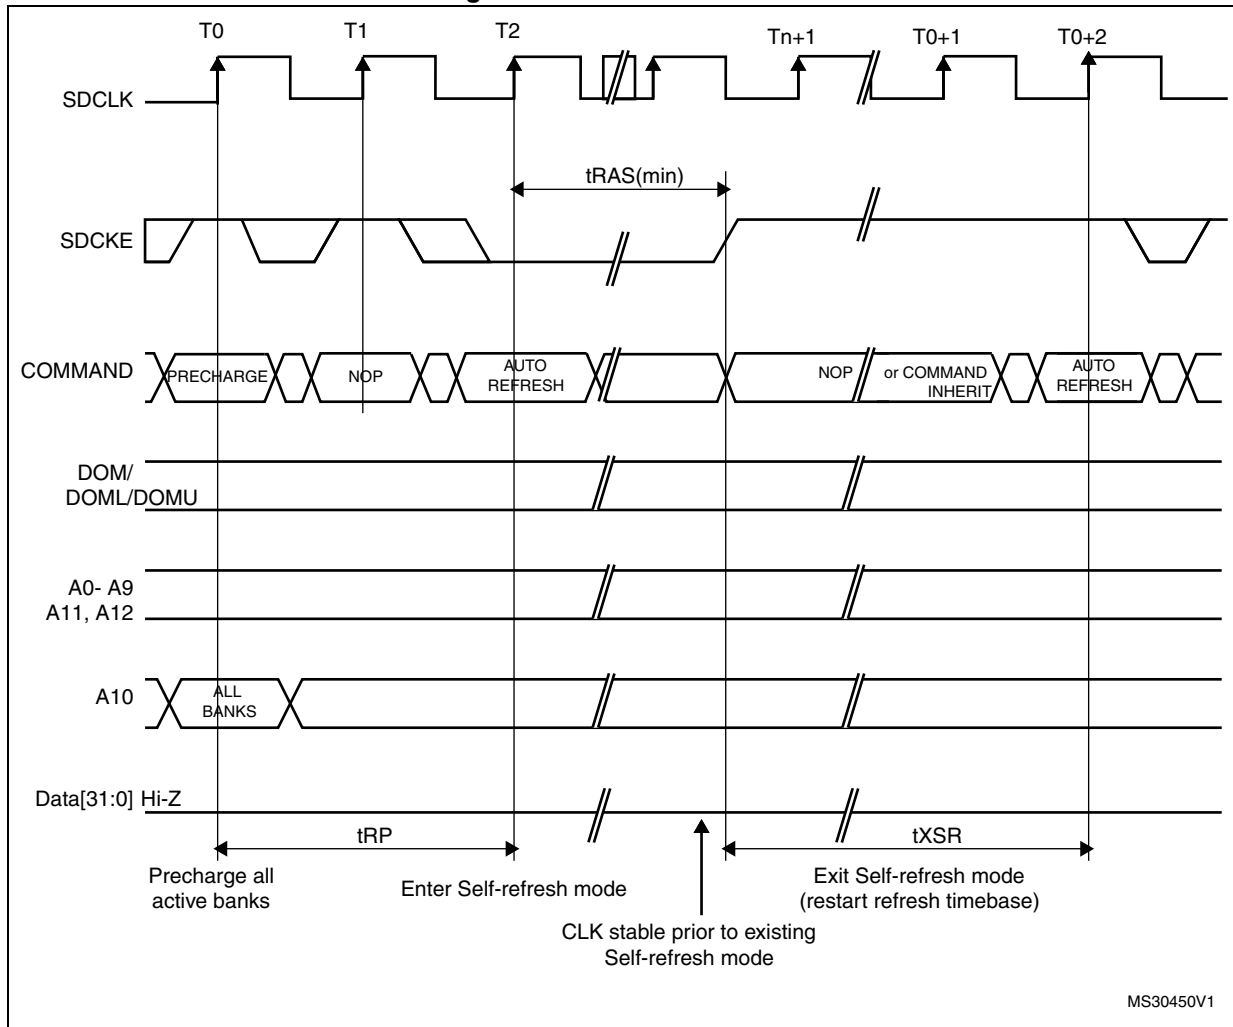 T0 T1 T2 Tn+1 T0+1 T0+2
SDCLK
tRAS(min)
SDCKE
COMMAND PRECHARGE NOP AUTO REFRESH NOP or COMMAND INHERIT AUTO REFRESH
DOM/
DOML/DOMU
A0- A9
A11, A12
A10
ALL
BANKS
Data[31:0] Hi-Z
tRP
tXSR
Precharge all
active banks
Enter Self-refresh mode
Exit Self-refresh mode
(restart refresh timebase)
CLK stable prior to existing
Self-refresh mode
MS30450V1